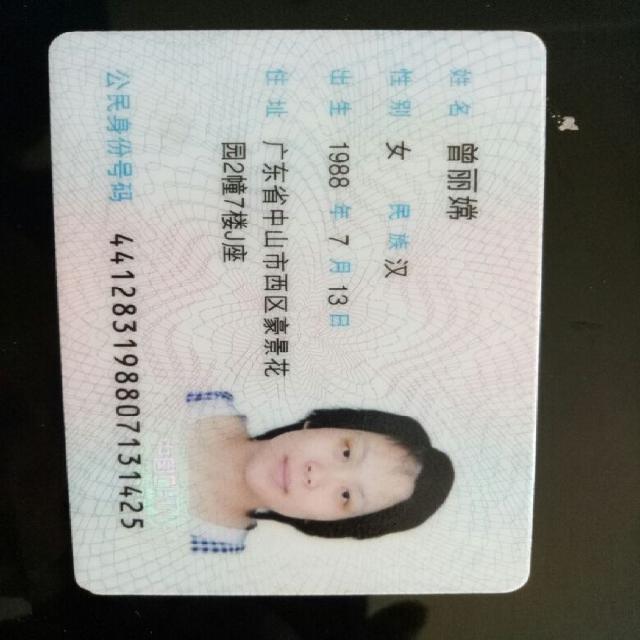 姓名 曾丽嫦
性别 女 民族 汉
出生 1988 年 7 月 13 日
住址 广东省中山市西区豪景花
园2幢7楼J座
公民身份号码 441283198807131425